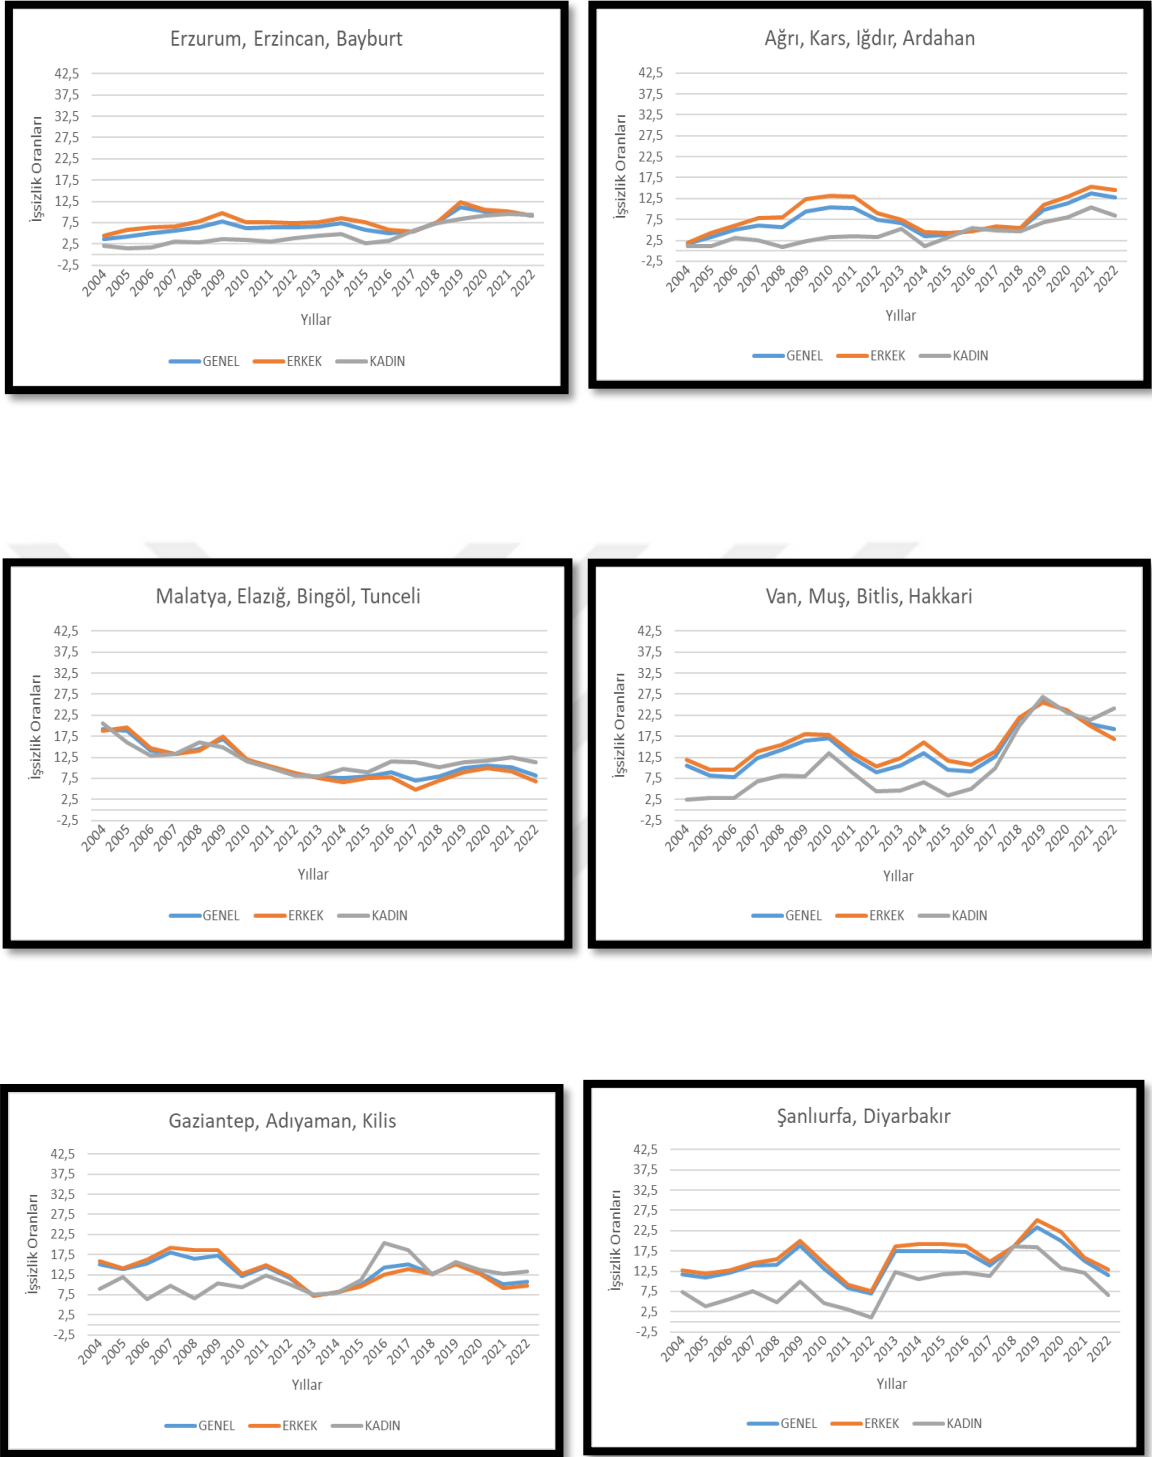 Erzurum, Erzincan, Bayburt
42,5
37,5
32,5
27,5
22,5
17,5
12,5
7,5
2,5
-2,5
İşsizlik Oranları
2004 2005 2006 2007 2008 2009 2010 2011 2012 2013 2014 2015 2016 2017 2018 2019 2020 2021 2022
Yıllar
GENEL ERKEK KADIN
Ağrı, Kars, Iğdır, Ardahan
42,5
37,5
32,5
27,5
22,5
17,5
12,5
7,5
2,5
-2,5
İşsizlik Oranları
2004 2005 2006 2007 2008 2009 2010 2011 2012 2013 2014 2015 2016 2017 2018 2019 2020 2021 2022
Yıllar
GENEL ERKEK KADIN
Malatya, Elazığ, Bingöl, Tunceli
42,5
37,5
32,5
27,5
22,5
17,5
12,5
7,5
2,5
-2,5
İşsizlik Oranları
2004 2005 2006 2007 2008 2009 2010 2011 2012 2013 2014 2015 2016 2017 2018 2019 2020 2021 2022
Yıllar
GENEL ERKEK KADIN
Van, Muş, Bitlis, Hakkari
42,5
37,5
32,5
27,5
22,5
17,5
12,5
7,5
2,5
-2,5
İşsizlik Oranları
2004 2005 2006 2007 2008 2009 2010 2011 2012 2013 2014 2015 2016 2017 2018 2019 2020 2021 2022
Yıllar
GENEL ERKEK KADIN
Gaziantep, Adıyaman, Kilis
42,5
37,5
32,5
27,5
22,5
17,5
12,5
7,5
2,5
-2,5
İşsizlik Oranları
2004 2005 2006 2007 2008 2009 2010 2011 2012 2013 2014 2015 2016 2017 2018 2019 2020 2021 2022
Yıllar
GENEL ERKEK KADIN
Şanlıurfa, Diyarbakır
42,5
37,5
32,5
27,5
22,5
17,5
12,5
7,5
2,5
-2,5
İşsizlik Oranları
2004 2005 2006 2007 2008 2009 2010 2011 2012 2013 2014 2015 2016 2017 2018 2019 2020 2021 2022
Yıllar
GENEL ERKEK KADIN